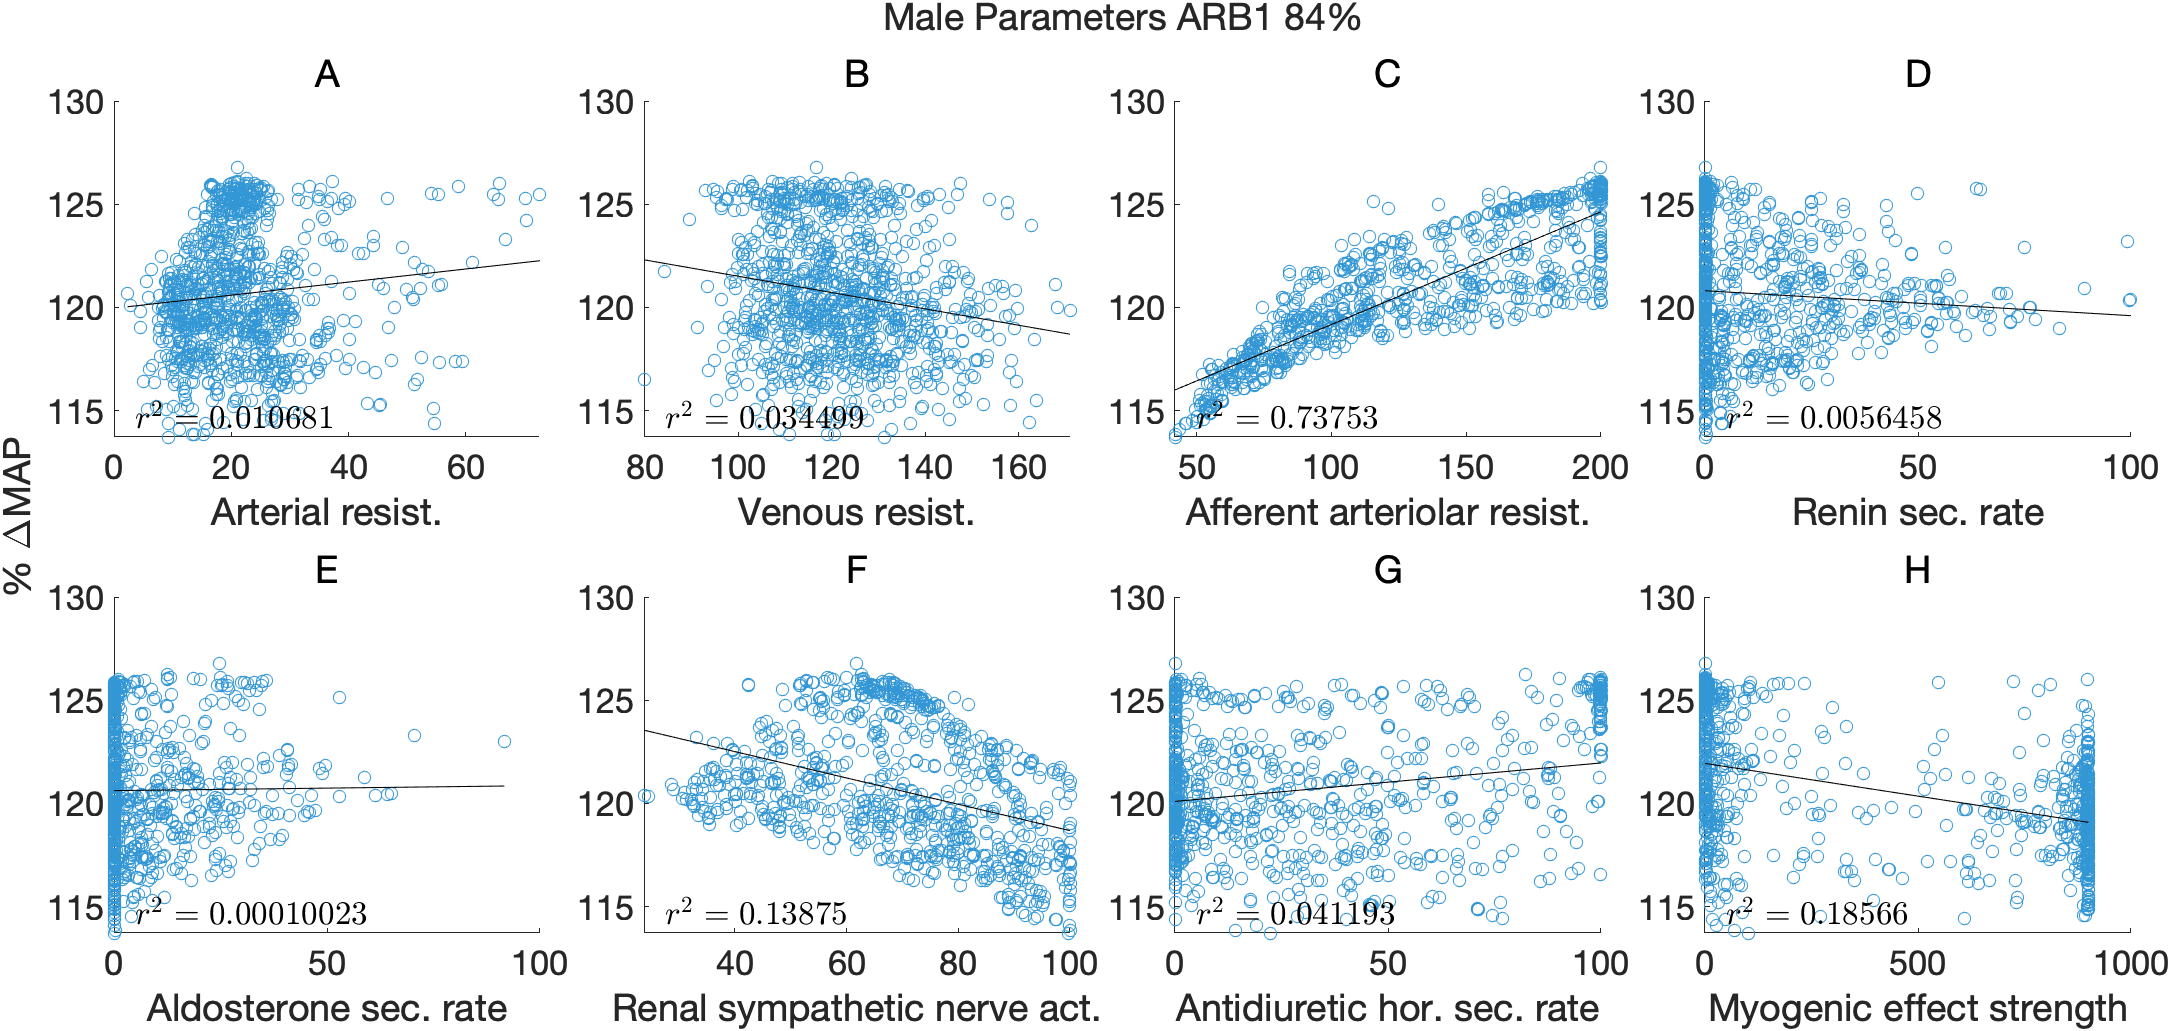 Male Parameters ARB1 84%
% ΔMAP
A
130
125
120
115
r² = 0.010681
0 20 40 60
Arterial resist.
B
130
125
120
115
r² = 0.034499
80 100 120 140 160
Venous resist.
C
130
125
120
115
r² = 0.73753
50 100 150 200
Afferent arteriolar resist.
D
130
125
120
115
r² = 0.0056458
0 50 100
Renin sec. rate
E
130
125
120
115
r² = 0.00010023
0 50 100
Aldosterone sec. rate
F
130
125
120
115
r² = 0.13875
40 60 80 100
Renal sympathetic nerve act.
G
130
125
120
115
r² = 0.041193
0 50 100
Antidiuretic hor. sec. rate
H
130
125
120
115
r² = 0.18566
0 500 1000
Myogenic effect strength